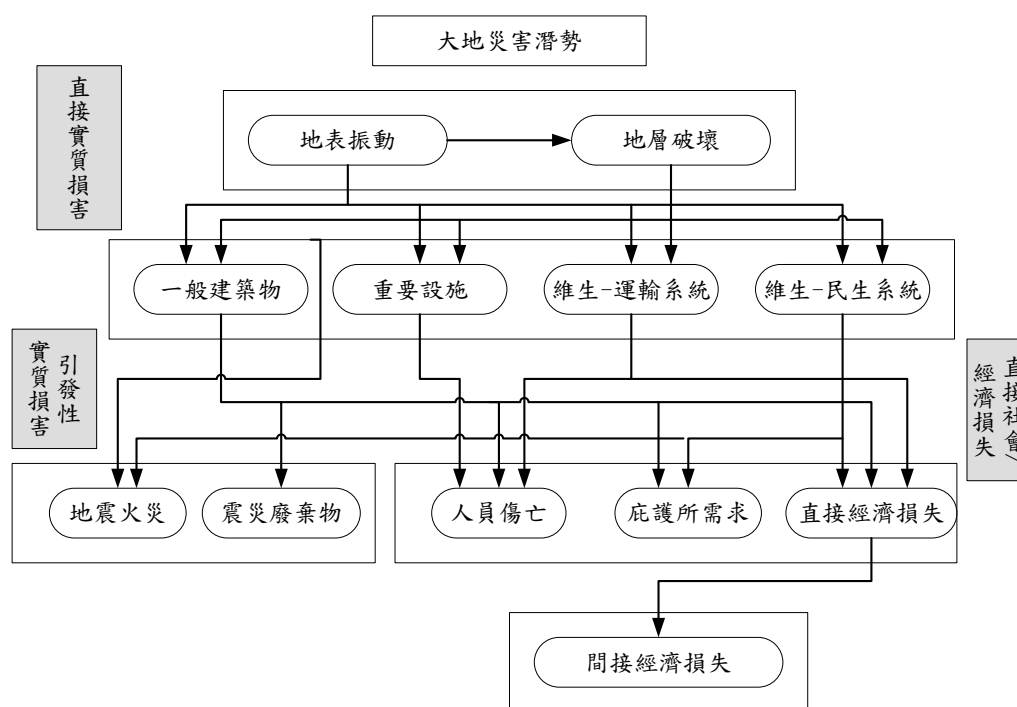 大地災害潛勢
直接實質損害
地表振動
地層破壞
一般建築物
重要設施
維生-運輸系統
維生-民生系統
引發性
實質損害
直接社會/
經濟損失
地震火災
震災廢棄物
人員傷亡
庇護所需求
直接經濟損失
間接經濟損失